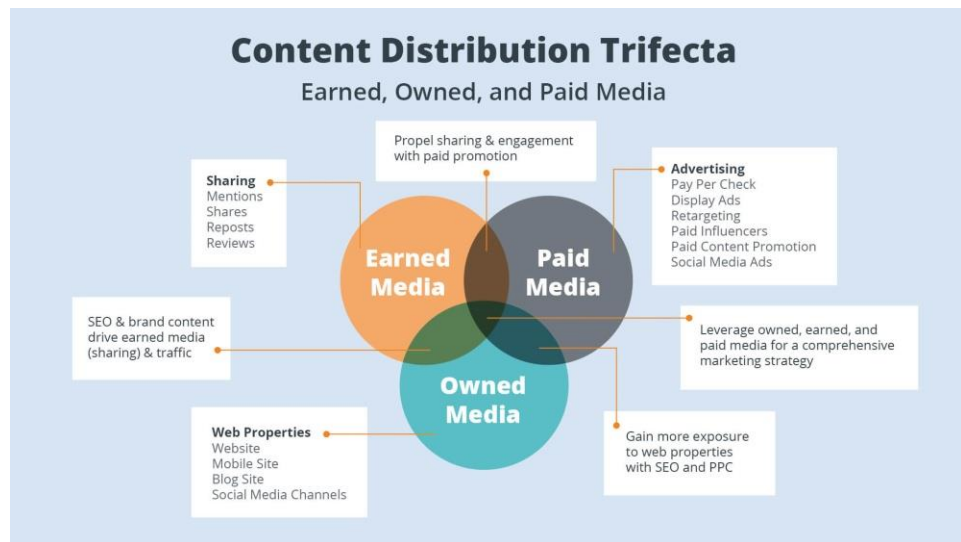 Content Distribution Trifecta
Earned, Owned, and Paid Media
Propel sharing & engagement
with paid promotion
Sharing
Mentions
Shares
Reposts
Reviews
Advertising
Pay Per Check
Display Ads
Retargeting
Paid Influencers
Paid Content Promotion
Social Media Ads
Earned
Media
Paid
Media
SEO & brand content
drive earned media
(sharing) & traffic
Leverage owned, earned, and
paid media for a comprehensive
marketing strategy
Owned
Media
Web Properties
Website
Mobile Site
Blog Site
Social Media Channels
Gain more exposure
to web properties
with SEO and PPC